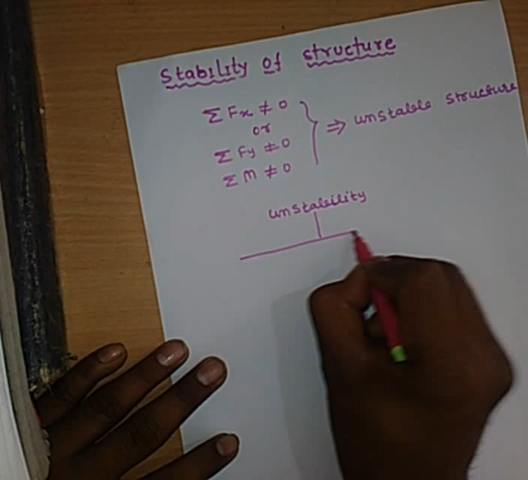 Stability of structure
ΣFx ≠ 0
or
ΣFy ≠ 0
ΣM ≠ 0
} ⇒ unstable structure
unstability